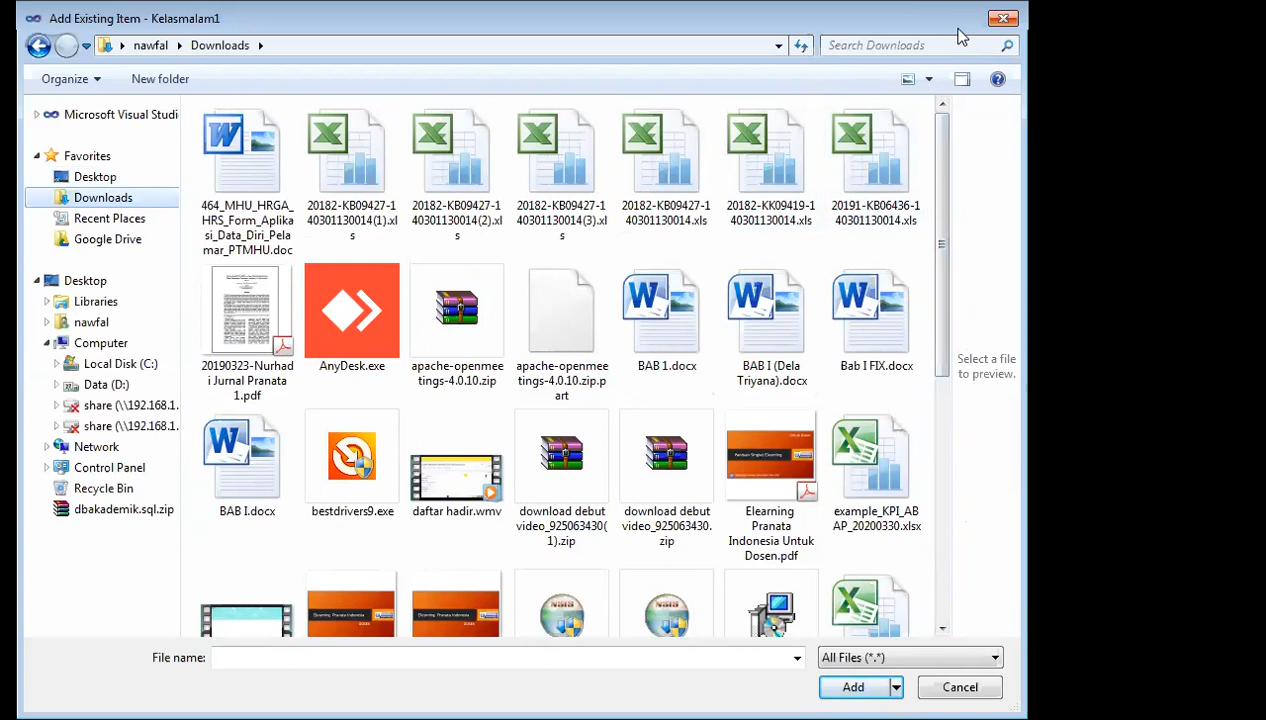 Add Existing Item - Kelasmalam1
nawfal
Downloads
Search Downloads
Organize
New folder
Microsoft Visual Studi
Favorites
Desktop
Downloads
Recent Places
Google Drive
Desktop
Libraries
nawfal
Computer
Local Disk (C:)
Data (D:)
share (\\192.168.1.
share (\\192.168.1.
Network
Control Panel
Recycle Bin
dbakademik.sql.zip
464_MHU_HRGA_
HRS_Form_Aplika
si_Data_Diri_Pela
mar_PTMHU.doc
20182-KB09427-1
40301130014(1).xl
s
20182-KB09427-1
40301130014(2).xl
s
20182-KB09427-1
40301130014(3).xl
s
20182-KB09427-1
40301130014.xls
20182-KK09419-1
40301130014.xls
20191-KB06436-1
40301130014.xls
20190323-Nurhad
i Jurnal Pranata
1.pdf
AnyDesk.exe
apache-openmee
tings-4.0.10.zip
apache-openmee
tings-4.0.10.zip.p
art
BAB 1.docx
BAB I (Dela
Triyana).docx
Bab I FIX.docx
BAB I.docx
bestdrivers9.exe
daftar hadir.wmv
download debut
video_925063430(
1).zip
download debut
video_925063430.
zip
Elearning
Pranata
Indonesia Untuk
Dosen.pdf
example_KPI_AB
AP_20200330.xlsx
Select a file
to preview.
File name:
All Files (*.*)
Add
Cancel